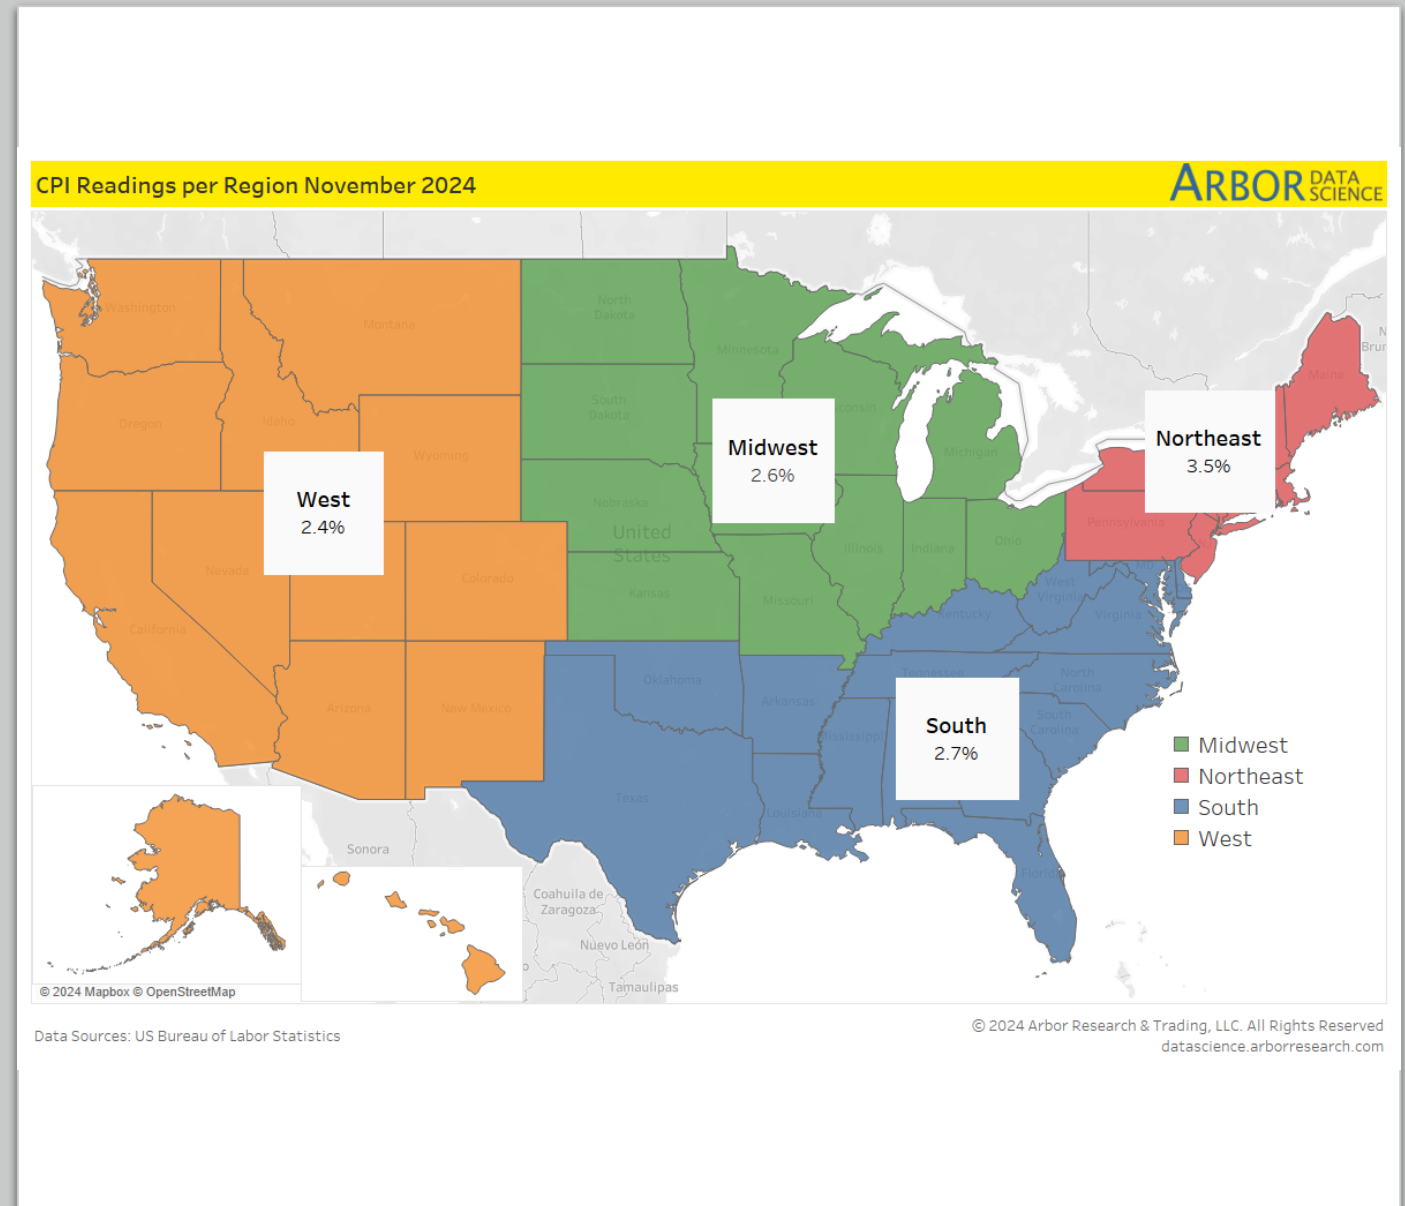 CPI Readings per Region November 2024
ARBOR DATA SCIENCE
Washington
Montana
North
Dakota
Minnesota
N
Brun
Maine
Oregon
Idaho
South
Dakota
consin
Wyoming
Michigan
Midwest
2.6%
Northeast
3.5%
West
2.4%
Nebraska
United
States
Pennsylvania
Nevada
Colorado
Kansas
Illinois
Indiana
Ohio
MD
West
Virginia
Virginia
California
Missouri
Kentucky
Arizona
New Mexico
Oklahoma
Arkansas
Tennessee
North
Carolina
South
Carolina
Mississippi
South
2.7%
Texas
Louisiana
Florida
Midwest
Northeast
South
West
Sonora
Coahuila de
Zaragoza
Nuevo León
o
Tamaulipas
© 2024 Mapbox © OpenStreetMap
Data Sources: US Bureau of Labor Statistics
© 2024 Arbor Research & Trading, LLC. All Rights Reserved
datascience.arborresearch.com